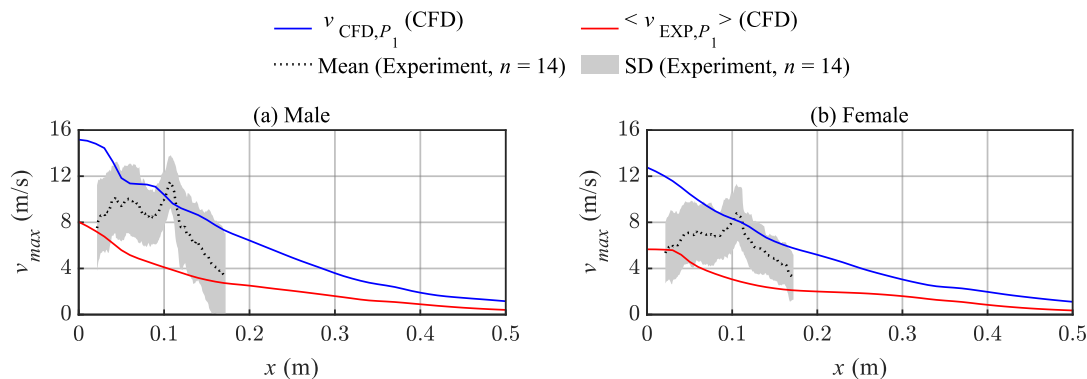 v CFD,P1 (CFD) < v EXP,P1 > (CFD)
Mean (Experiment, n = 14) SD (Experiment, n = 14)
(a) Male
16
12
8
4
0
v max (m/s)
0 0.1 0.2 0.3 0.4 0.5
x (m)
(b) Female
16
12
8
4
0
v max (m/s)
0 0.1 0.2 0.3 0.4 0.5
x (m)